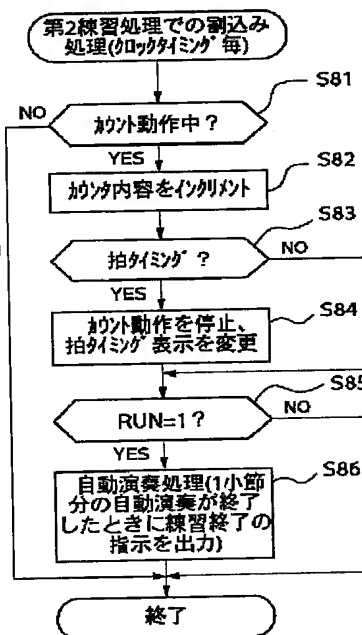 第2練習処理での割込み
処理(クロックタイミング毎)
S81
NO
カウント動作中?
YES
S82
カウンタ内容をインクリメント
S83
拍タイミング?
NO
YES
S84
カウント動作を停止、
拍タイミング表示を変更
S85
RUN=1?
NO
YES
S86
自動演奏処理(1小節
分の自動演奏が終了
したときに練習終了の
指示を出力)
終了